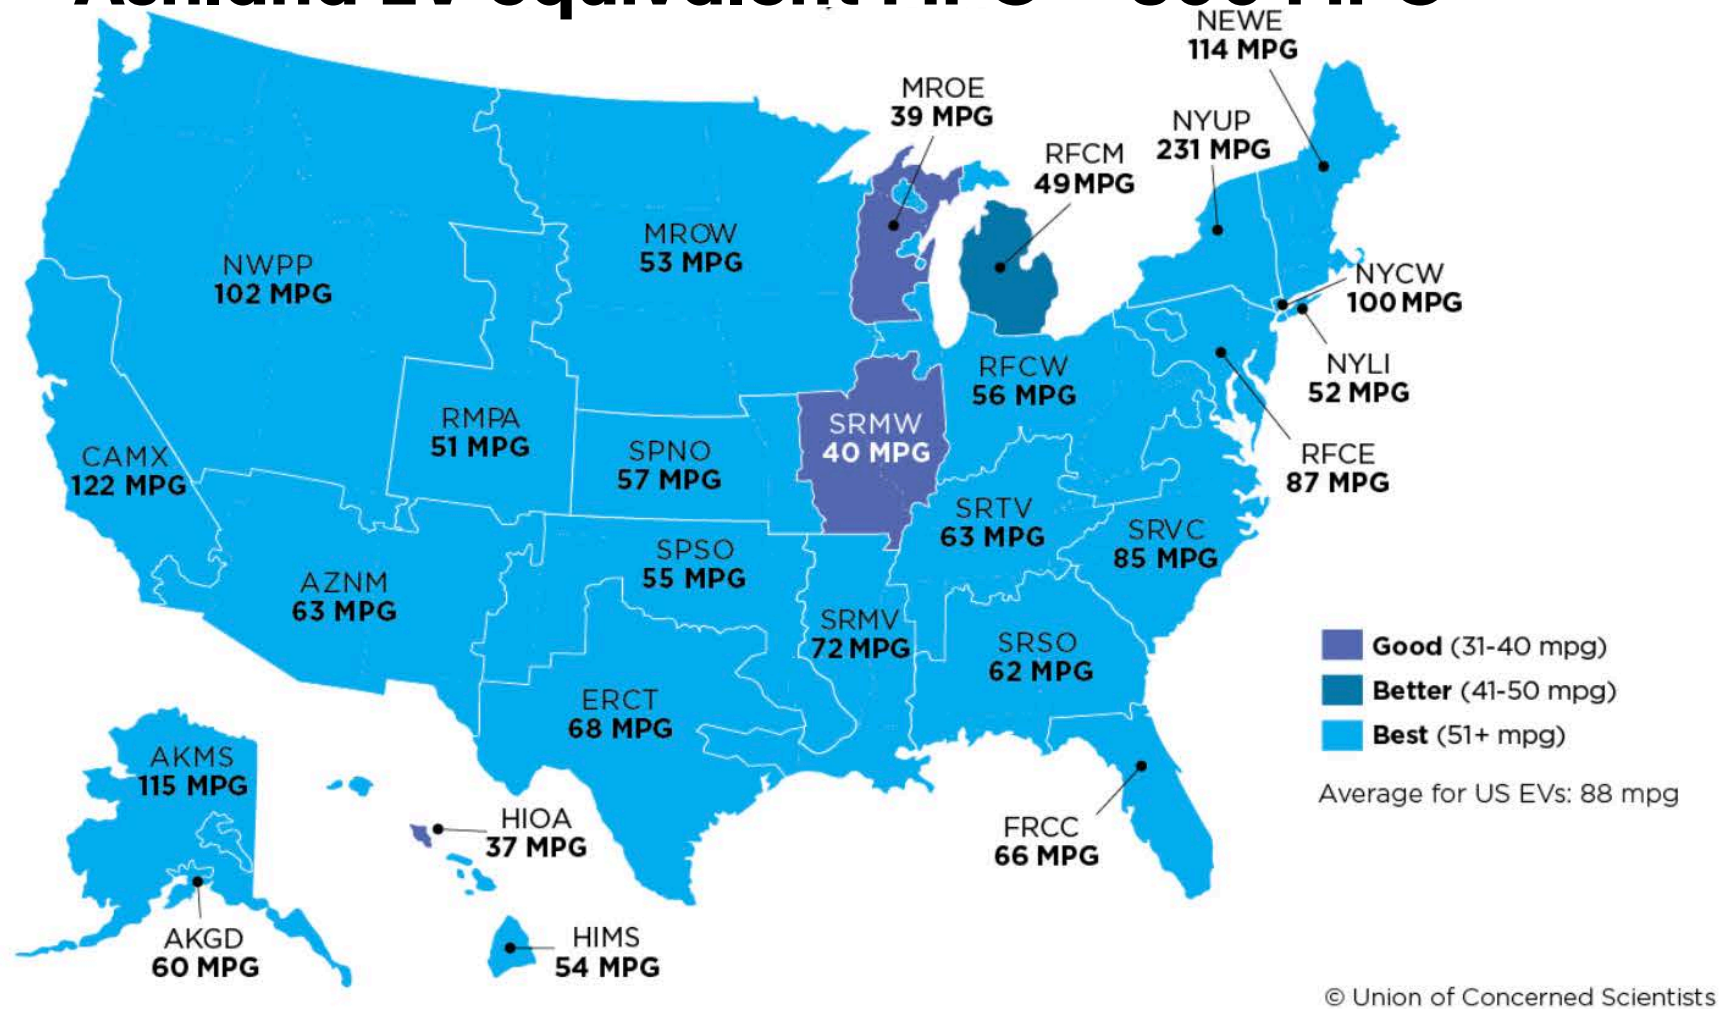 NEWE
114 MPG
MROE
39 MPG
NYUP
231 MPG
RFCM
49 MPG
MROW
53 MPG
NWPP
102 MPG
NYCW
100 MPG
NYLI
52 MPG
RFCW
56 MPG
RMPA
51 MPG
SRMW
40 MPG
SPNO
57 MPG
CAMX
122 MPG
RFCE
87 MPG
SRTV
63 MPG
SRVC
85 MPG
SPSO
55 MPG
AZNM
63 MPG
SRMV
72 MPG
SRSO
62 MPG
ERCT
68 MPG
Good (31-40 mpg)
Better (41-50 mpg)
Best (51+ mpg)
Average for US EVs: 88 mpg
AKMS
115 MPG
HIOA
37 MPG
FRCC
66 MPG
AKGD
60 MPG
HIMS
54 MPG
© Union of Concerned Scientists